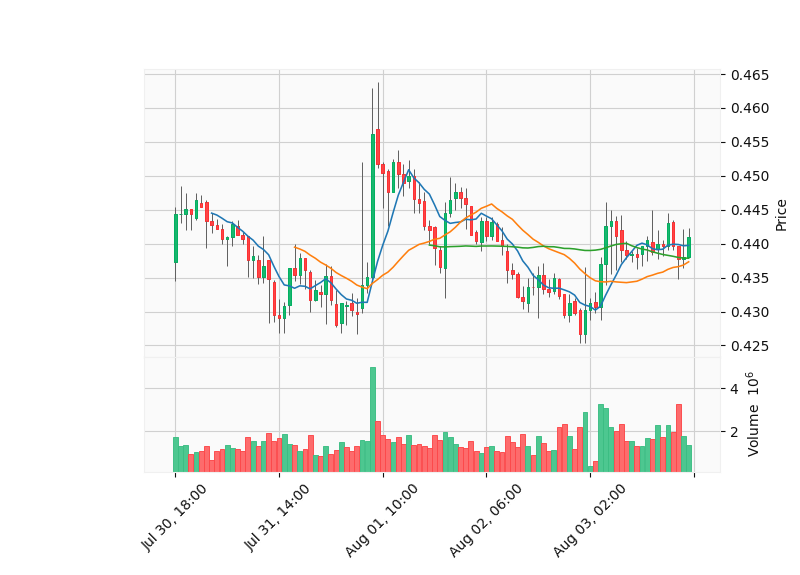 0.465
0.460
0.455
0.450
0.445
0.440
0.435
0.430
0.425
Price
4
2
Volume 10⁶
Jul 30, 18:00
Jul 31, 14:00
Aug 01, 10:00
Aug 02, 06:00
Aug 03, 02:00